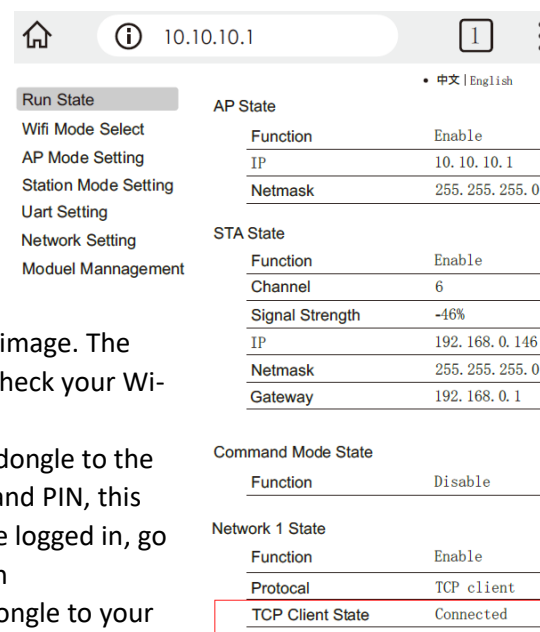 10.10.10.1
1
• 中文 | English
Run State
Wifi Mode Select
AP Mode Setting
Station Mode Setting
Uart Setting
Network Setting
Moduel Mannagement
AP State
Function Enable
IP 10.10.10.1
Netmask 255.255.255.0
STA State
Function Enable
Channel 6
Signal Strength -46%
IP 192.168.0.146
Netmask 255.255.255.0
Gateway 192.168.0.1
Command Mode State
Function Disable
Network 1 State
Function Enable
Protocal TCP client
TCP Client State Connected
image. The
heck your Wi-
dongle to the
and PIN, this
e logged in, go
ongle to your